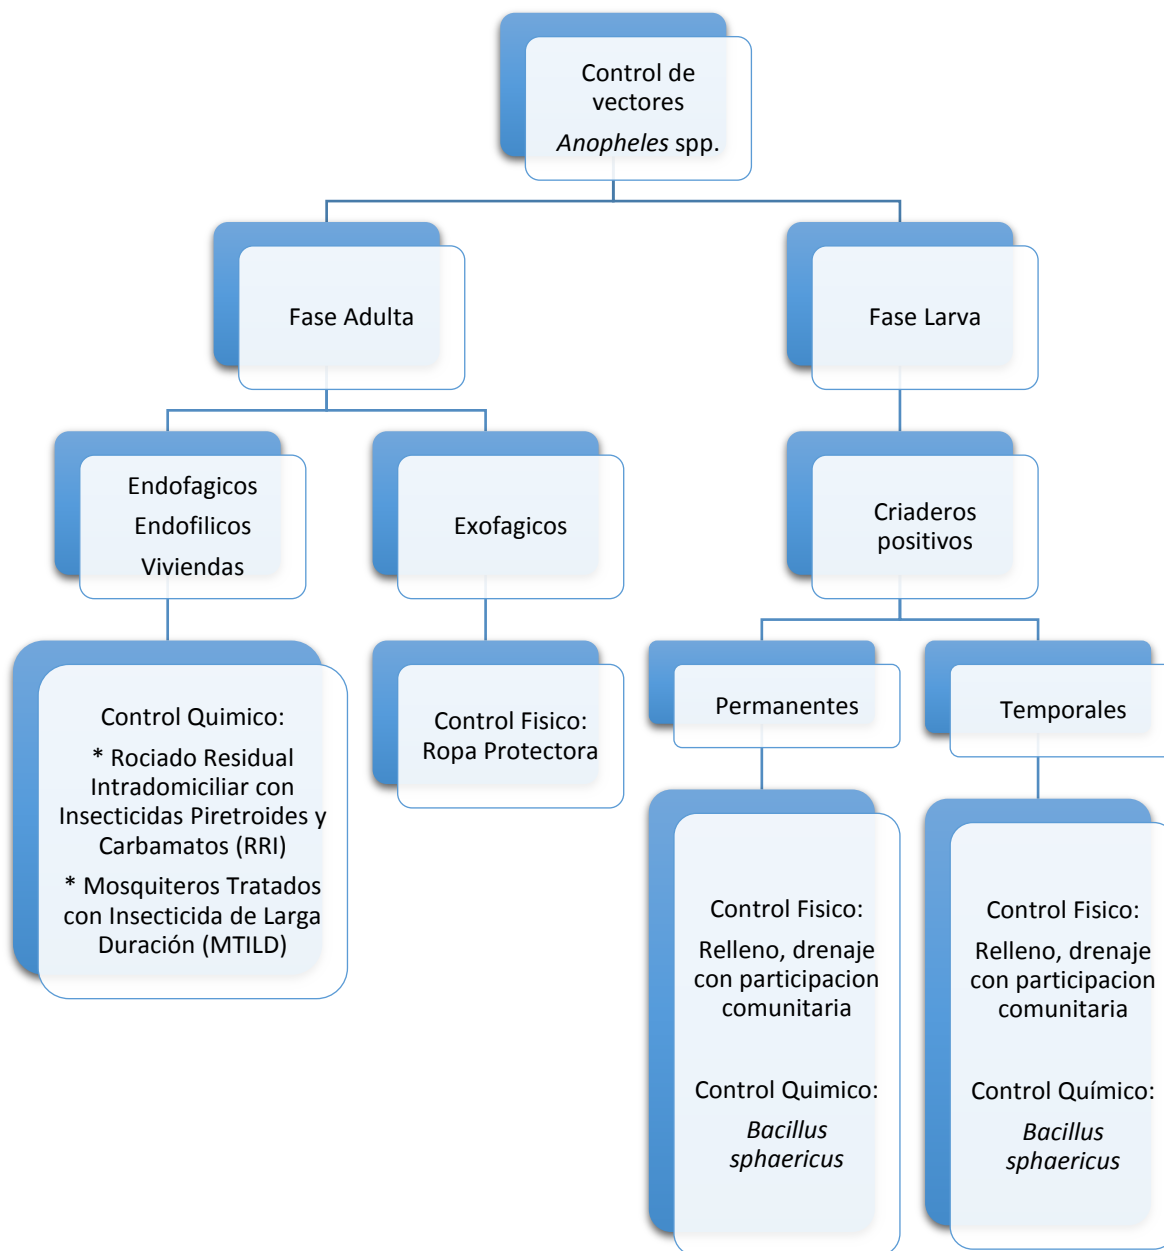 Control de
vectores
Anopheles spp.
Fase Adulta
Fase Larva
Endofagicos
Endofilicos
Viviendas
Exofagicos
Criaderos
positivos
Control Quimico:
* Rociado Residual
Intradomiciliar con
Insecticidas Piretroides y
Carbamatos (RRI)
* Mosquiteros Tratados
con Insecticida de Larga
Duración (MTILD)
Control Fisico:
Ropa Protectora
Permanentes
Temporales
Control Fisico:
Relleno, drenaje
con participacion
comunitaria
Control Quimico:
Bacillus
sphaericus
Control Fisico:
Relleno, drenaje
con participacion
comunitaria
Control Químico:
Bacillus
sphaericus